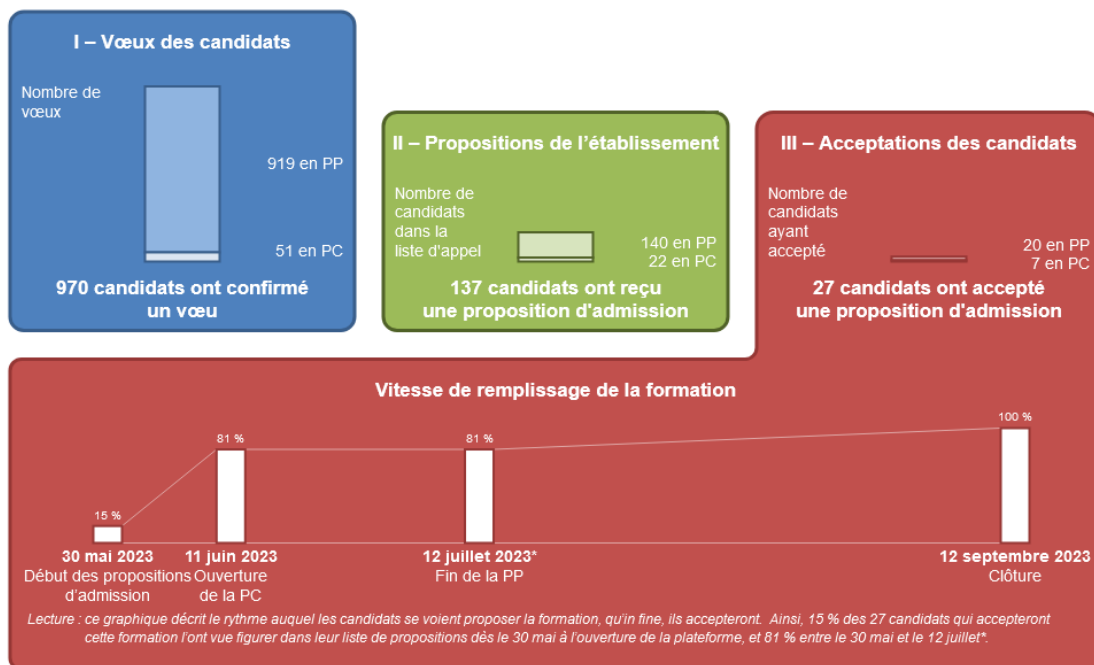 I – Vœux des candidats
Nombre de
vœux
919 en PP
51 en PC
970 candidats ont confirmé
un vœu
II – Propositions de l'établissement
Nombre de
candidats
dans la
liste d'appel
140 en PP
22 en PC
137 candidats ont reçu
une proposition d'admission
III – Acceptations des candidats
Nombre de
candidats
ayant
accepté
20 en PP
7 en PC
27 candidats ont accepté
une proposition d'admission
Vitesse de remplissage de la formation
15 %
81 %
81 %
100 %
30 mai 2023
Début des propositions
d'admission
11 juin 2023
Ouverture
de la PC
12 juillet 2023*
Fin de la PP
12 septembre 2023
Clôture
Lecture : ce graphique décrit le rythme auquel les candidats se voient proposer la formation, qu'in fine, ils accepteront. Ainsi, 15 % des 27 candidats qui accepteront
cette formation l'ont vue figurer dans leur liste de propositions dès le 30 mai à l'ouverture de la plateforme, et 81 % entre le 30 mai et le 12 juillet*.